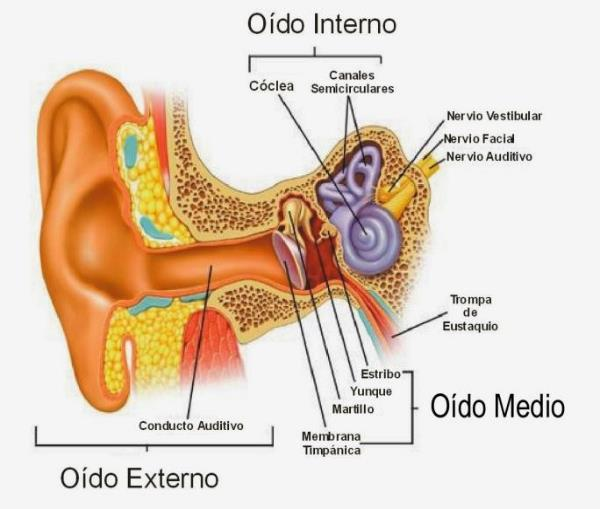 Oído Interno
Cóclea
Canales
Semicirculares
Nervio Vestibular
Nervio Facial
Nervio Auditivo
Trompa
de
Eustaquio
Estribo
Yunque
Martillo
Membrana
Timpánica
Oído Medio
Conducto Auditivo
Oído Externo